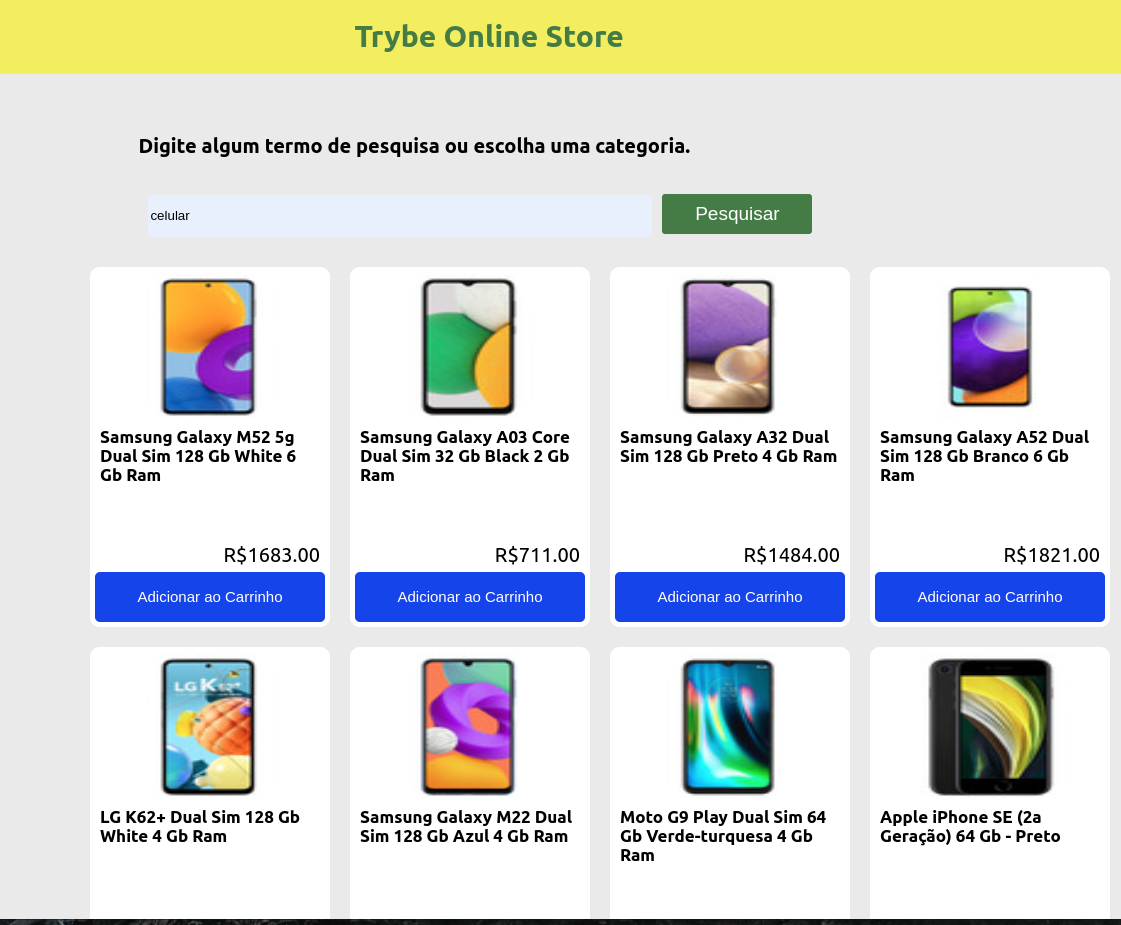 Trybe Online Store
Digite algum termo de pesquisa ou escolha uma categoria.
celular
Pesquisar
Samsung Galaxy M52 5g
Dual Sim 128 Gb White 6
Gb Ram
R$1683.00
Adicionar ao Carrinho
Samsung Galaxy A03 Core
Dual Sim 32 Gb Black 2 Gb
Ram
R$711.00
Adicionar ao Carrinho
Samsung Galaxy A32 Dual
Sim 128 Gb Preto 4 Gb Ram
R$1484.00
Adicionar ao Carrinho
Samsung Galaxy A52 Dual
Sim 128 Gb Branco 6 Gb
Ram
R$1821.00
Adicionar ao Carrinho
LG K62+
LG K62+ Dual Sim 128 Gb
White 4 Gb Ram
Samsung Galaxy M22 Dual
Sim 128 Gb Azul 4 Gb Ram
Moto G9 Play Dual Sim 64
Gb Verde-turquesa 4 Gb
Ram
Apple iPhone SE (2a
Geração) 64 Gb - Preto